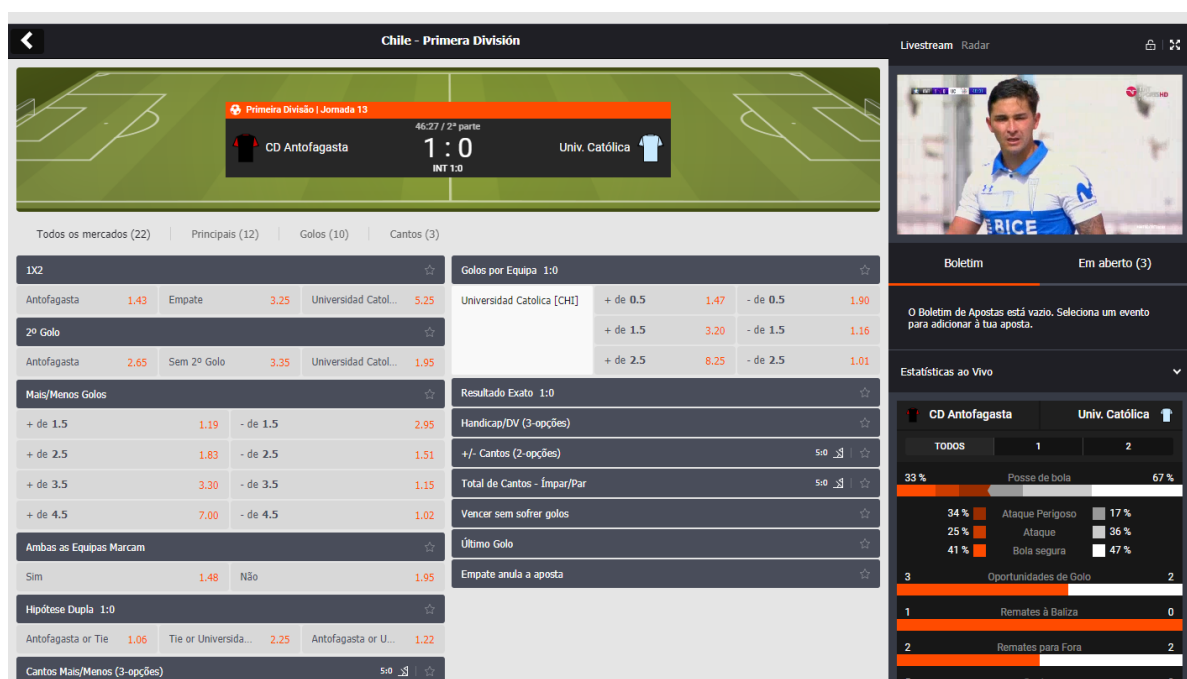 Chile - Primera División
Primeira Divisão | Jornada 13
46:27 / 2ª parte
CD Antofagasta
1 : 0
Univ. Católica
INT 1:0
Todos os mercados (22)
Principais (12)
Golos (10)
Cantos (3)
1X2
Antofagasta 1.43 Empate 3.25 Universidad Catol... 5.25
2º Golo
Antofagasta 2.65 Sem 2º Golo 3.35 Universidad Catol... 1.95
Mais/Menos Golos
+ de 1.5 1.19 - de 1.5 2.95
+ de 2.5 1.83 - de 2.5 1.51
+ de 3.5 3.30 - de 3.5 1.15
+ de 4.5 7.00 - de 4.5 1.02
Ambas as Equipas Marcam
Sim 1.48 Não 1.95
Hipótese Dupla 1:0
Antofagasta or Tie 1.06 Tie or Universida... 2.25 Antofagasta or U... 1.22
Cantos Mais/Menos (3-opções) 5:0
Golos por Equipa 1:0
Universidad Catolica [CHI] + de 0.5 1.47 - de 0.5 1.90
+ de 1.5 3.20 - de 1.5 1.16
+ de 2.5 8.25 - de 2.5 1.01
Resultado Exato 1:0
Handicap/DV (3-opções)
+/- Cantos (2-opções) 5:0
Total de Cantos - Ímpar/Par 5:0
Vencer sem sofrer golos
Último Golo
Empate anula a aposta
Livestream Radar
HD
BICE
Boletim
Em aberto (3)
O Boletim de Apostas está vazio. Seleciona um evento
para adicionar à tua aposta.
Estatísticas ao Vivo
CD Antofagasta Univ. Católica
TODOS 1 2
33 % Posse de bola 67 %
34 % Ataque Perigoso 17 %
25 % Ataque 36 %
41 % Bola segura 47 %
3 Oportunidades de Golo 2
1 Remates à Baliza 0
2 Remates para Fora 2